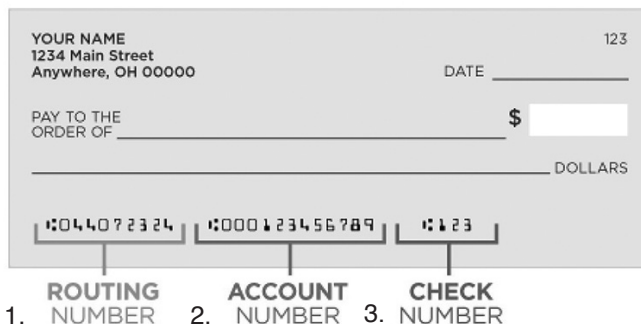 YOUR NAME 123
1234 Main Street
Anywhere, OH 00000
DATE
PAY TO THE
ORDER OF $
DOLLARS
⑆044072324 ⑆000123456789 ⑆123
1. ROUTING NUMBER
2. ACCOUNT NUMBER
3. CHECK NUMBER